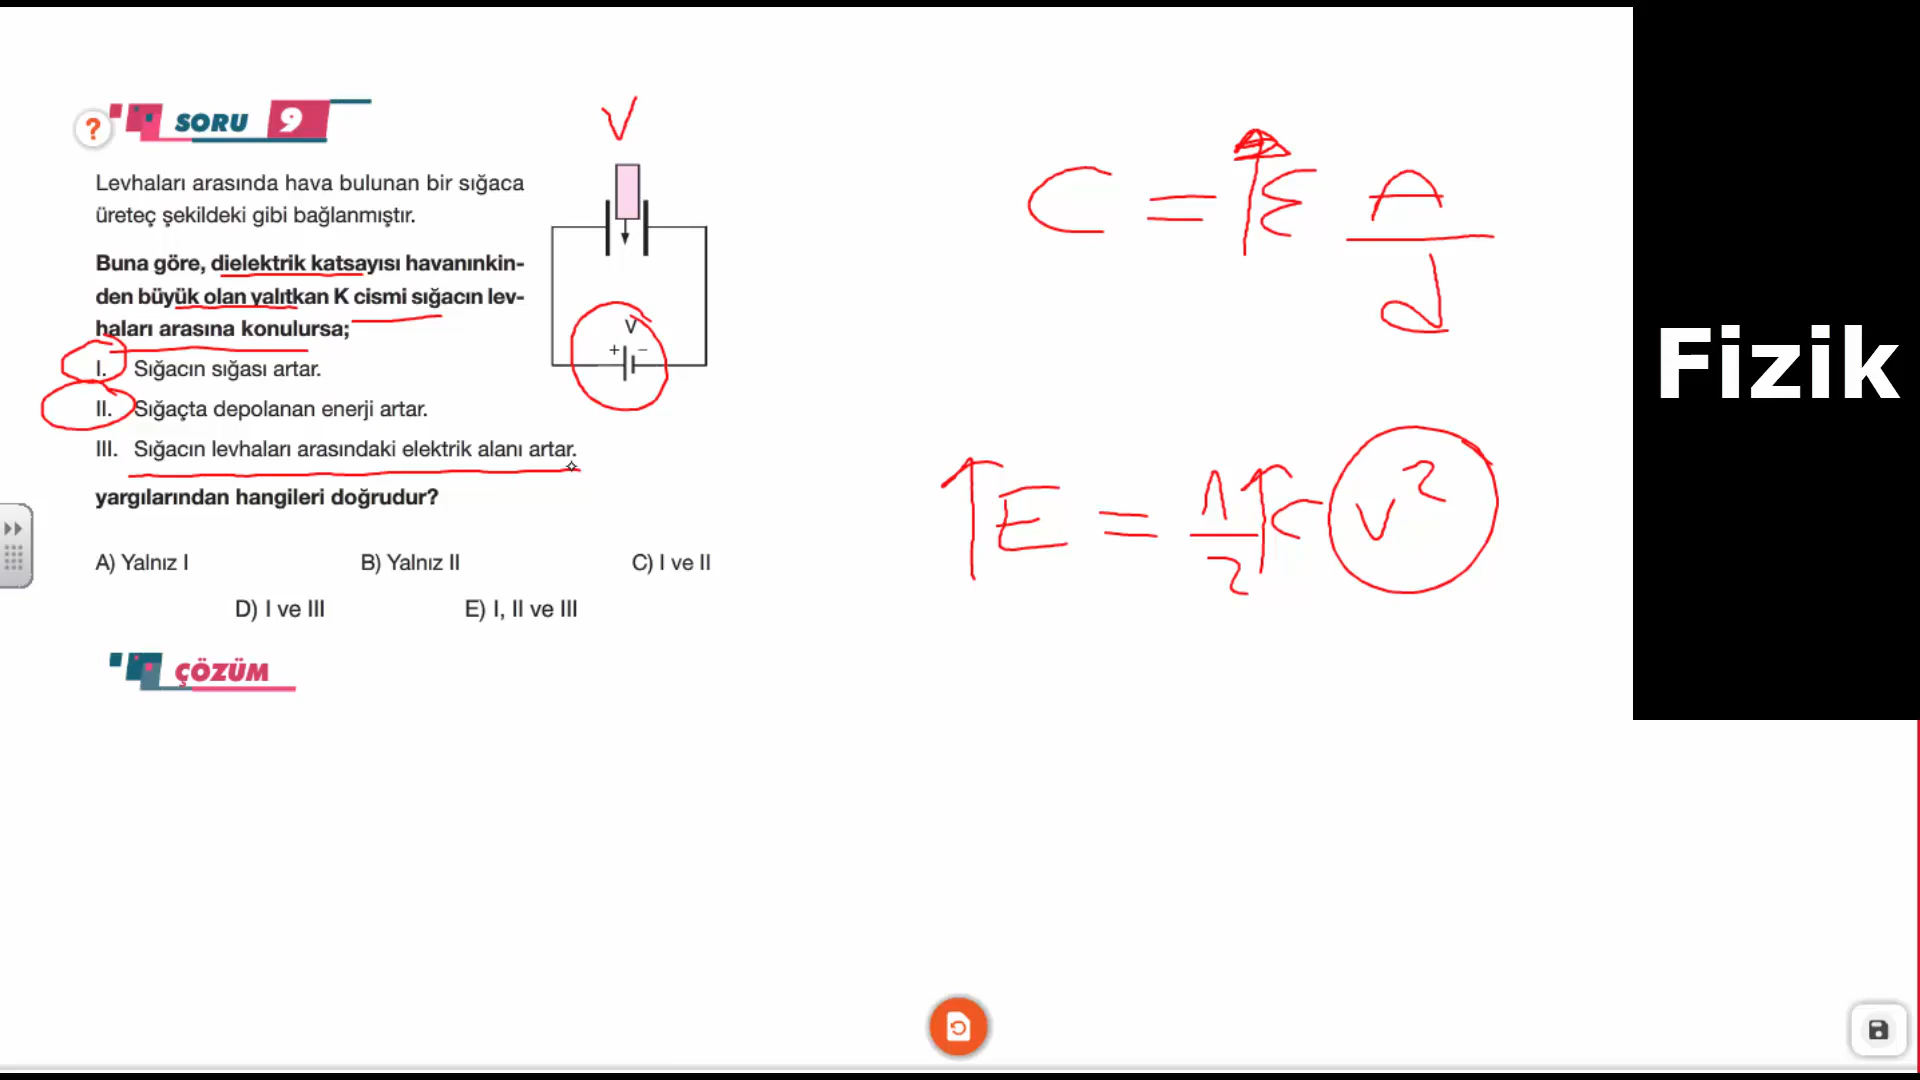 SORU 9
Levhaları arasında hava bulunan bir sığaca
üreteç şekildeki gibi bağlanmıştır.
Buna göre, dielektrik katsayısı havanınkin-
den büyük olan yalıtkan K cismi sığacın lev-
haları arasına konulursa;
I. Sığacın sığası artar.
II. Sığaçta depolanan enerji artar.
III. Sığacın levhaları arasındaki elektrik alanı artar.
yargılarından hangileri doğrudur?
A) Yalnız I B) Yalnız II C) I ve II
D) I ve III E) I, II ve III
ÇÖZÜM
V
V
+ −
C = ε A
d
E = 1 C V²
2
Fizik